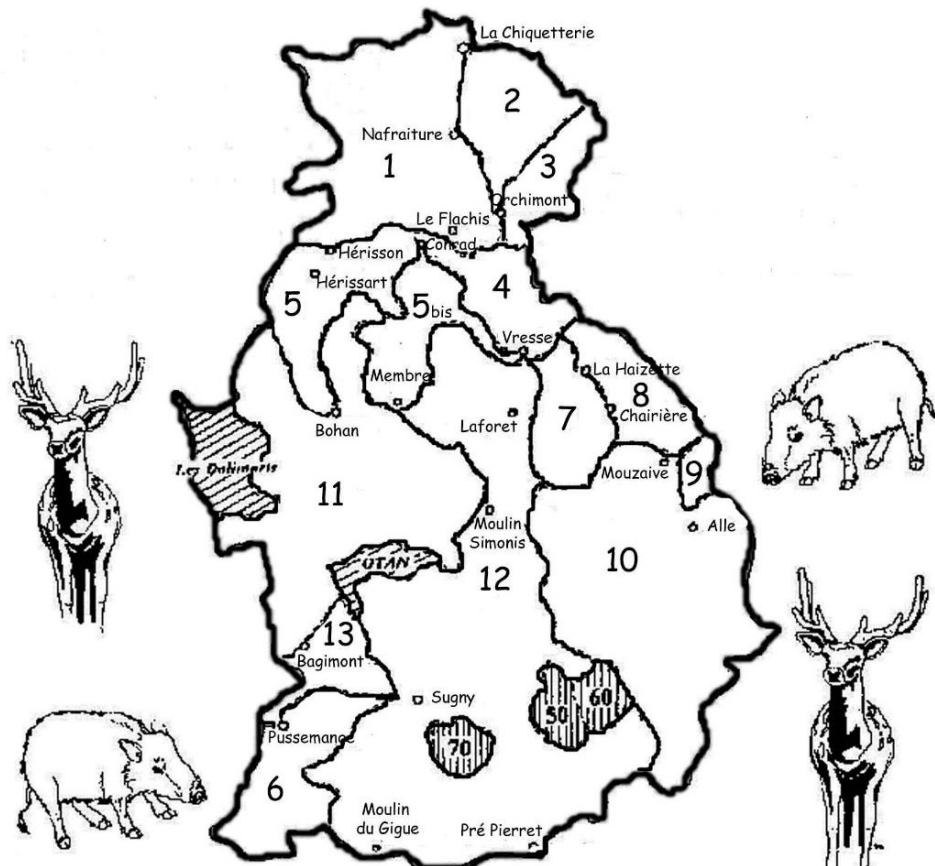 La Chiquetterie
2
Nafraiture
1
3
Orchimont
Le Flachis
Conrad
Hérisson
Hérissart
4
5
5 bis
Vresse
La Haizette
Membre
8
Chairière
7
Bohan
Laforet
Mouzaive
9
11
Moulin
Simonis
Alle
OTAN
12
10
13
Bagimont
Sugny
50
60
Pussemange
70
6
Moulin
du Gigue
Pré Pierret